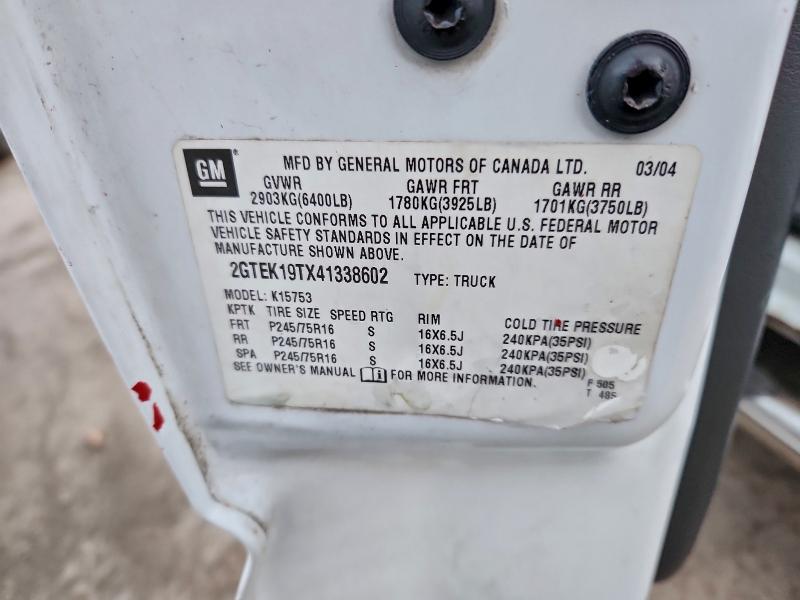 GM MFD BY GENERAL MOTORS OF CANADA LTD. 03/04
GVWR GAWR FRT GAWR RR
2903KG(6400LB) 1780KG(3925LB) 1701KG(3750LB)
THIS VEHICLE CONFORMS TO ALL APPLICABLE U.S. FEDERAL MOTOR
VEHICLE SAFETY STANDARDS IN EFFECT ON THE DATE OF
MANUFACTURE SHOWN ABOVE.
2GTEK19TX41338602 TYPE: TRUCK
MODEL: K15753
KPTK TIRE SIZE SPEED RTG RIM COLD TIRE PRESSURE
FRT P245/75R16 S 16X6.5J 240KPA(35PSI)
RR P245/75R16 S 16X6.5J 240KPA(35PSI)
SPA P245/75R16 S 16X6.5J 240KPA(35PSI)
SEE OWNER'S MANUAL FOR MORE INFORMATION.
F 505
T 485